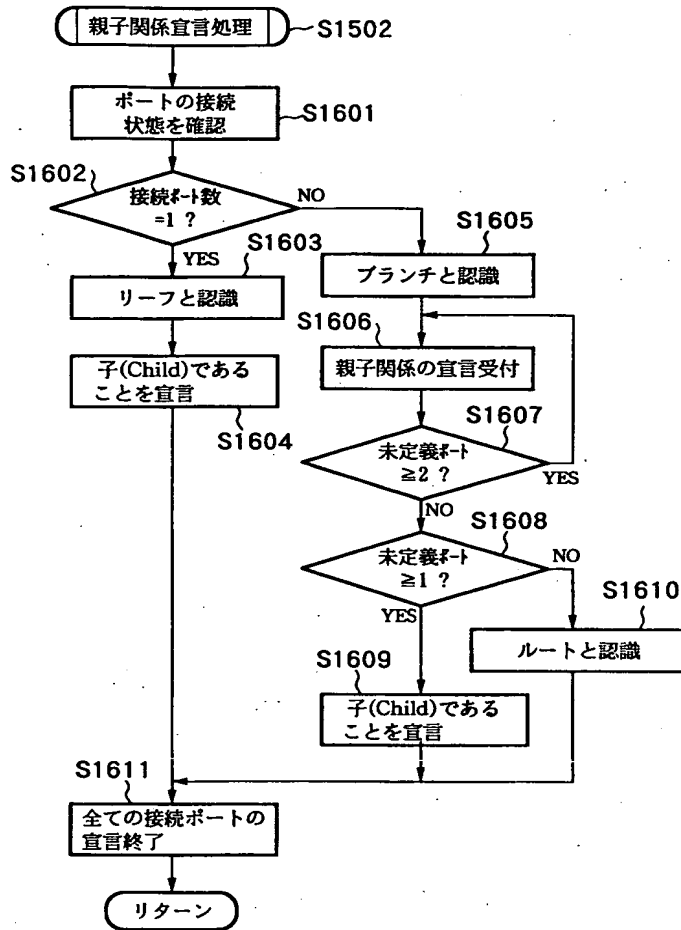 親子関係宣言処理
S1502
ポートの接続
状態を確認
S1601
S1602
接続ポート数
=1 ?
NO
YES
S1603
リーフと認識
S1605
ブランチと認識
S1606
親子関係の宣言受付
子(Child)である
ことを宣言
S1604
S1607
未定義ポート
≧2 ?
YES
NO
S1608
未定義ポート
≧1 ?
NO
YES
S1610
ルートと認識
S1609
子(Child)である
ことを宣言
S1611
全ての接続ポートの
宣言終了
リターン